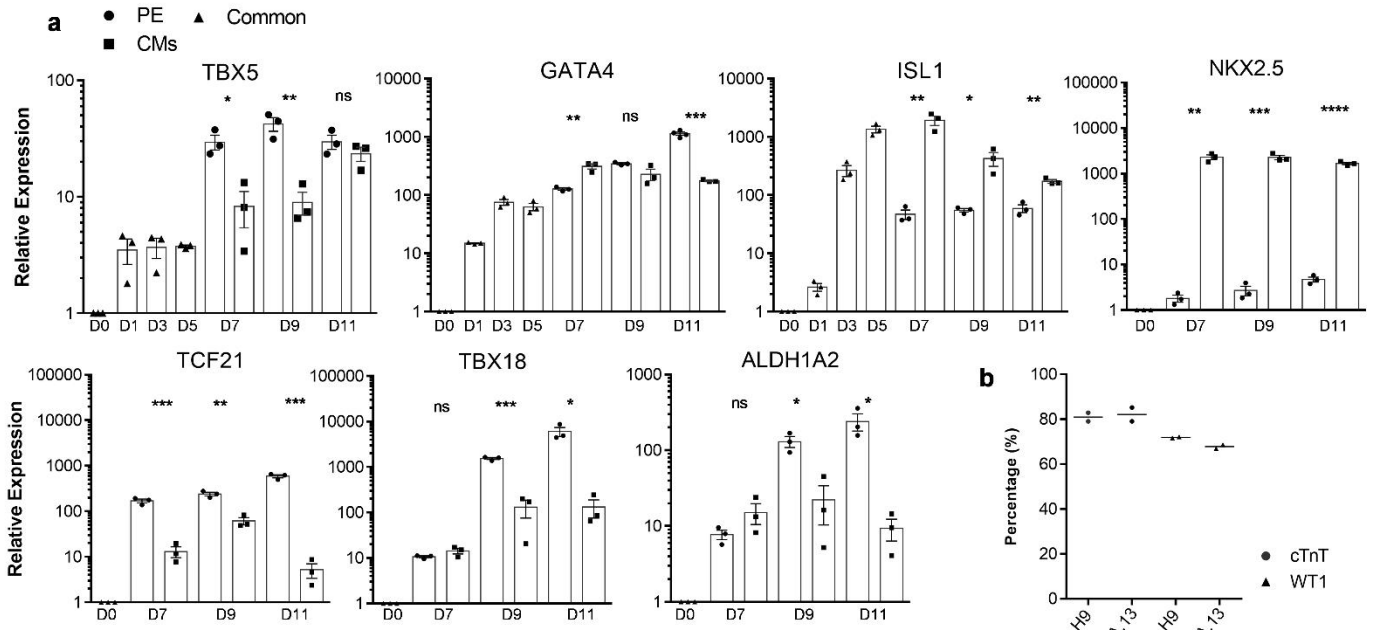 a
PE Common
CMs
TBX5
Relative Expression
100
10
1
* ** ns
D0 D1 D3 D5 D7 D9 D11
GATA4
10000
1000
100
10
1
** ns ***
D0 D1 D3 D5 D7 D9 D11
ISL1
10000
1000
100
10
1
** * **
D0 D1 D3 D5 D7 D9 D11
NKX2.5
100000
10000
1000
100
10
1
** *** ****
D0 D7 D9 D11
TCF21
Relative Expression
100000
10000
1000
100
10
1
*** ** ***
D0 D7 D9 D11
TBX18
100000
10000
1000
100
10
1
ns *** *
D0 D7 D9 D11
ALDH1A2
1000
100
10
1
ns * *
D0 D7 D9 D11
b
Percentage (%)
100
80
60
40
20
0
cTnT
WT1
H9 .13 H9 .13